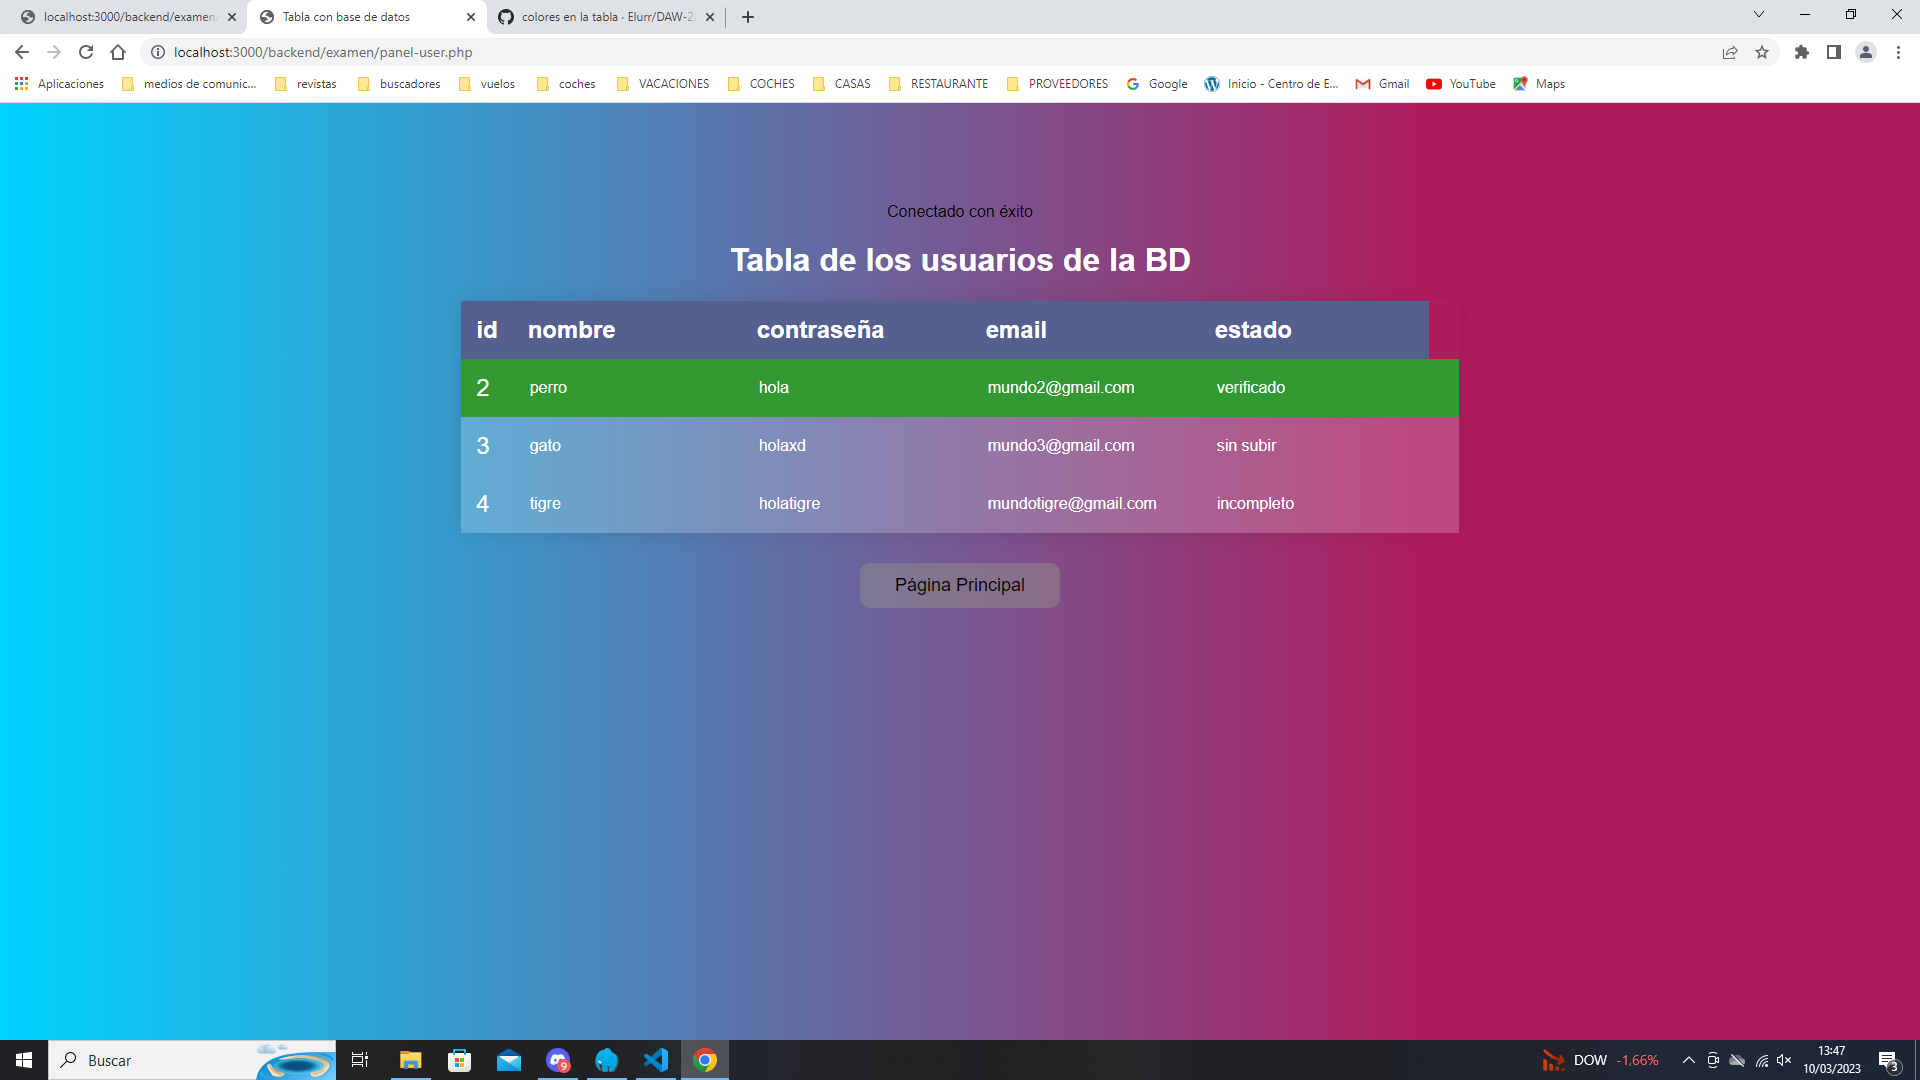 localhost:3000/backend/examen/
Tabla con base de datos
colores en la tabla · Elurr/DAW-2
localhost:3000/backend/examen/panel-user.php
Aplicaciones medios de comunic... revistas buscadores vuelos coches VACACIONES COCHES CASAS RESTAURANTE PROVEEDORES Google Inicio - Centro de E... Gmail YouTube Maps
Conectado con éxito
Tabla de los usuarios de la BD
id nombre contraseña email estado
2 perro hola mundo2@gmail.com verificado
3 gato holaxd mundo3@gmail.com sin subir
4 tigre holatigre mundotigre@gmail.com incompleto
Página Principal
Buscar
9
DOW -1,66%
13:47
10/03/2023
3